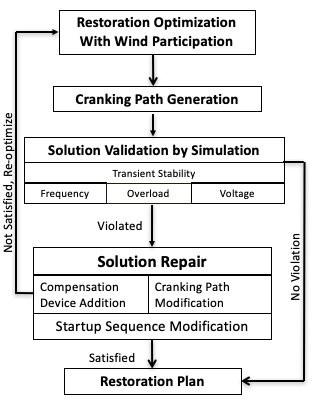 Restoration Optimization
With Wind Participation
Cranking Path Generation
Solution Validation by Simulation
Transient Stability
Frequency
Overload
Voltage
Not Satisfied, Re-optimize
Violated
No Violation
Solution Repair
Compensation
Device Addition
Cranking Path
Modification
Startup Sequence Modification
Satisfied
Restoration Plan